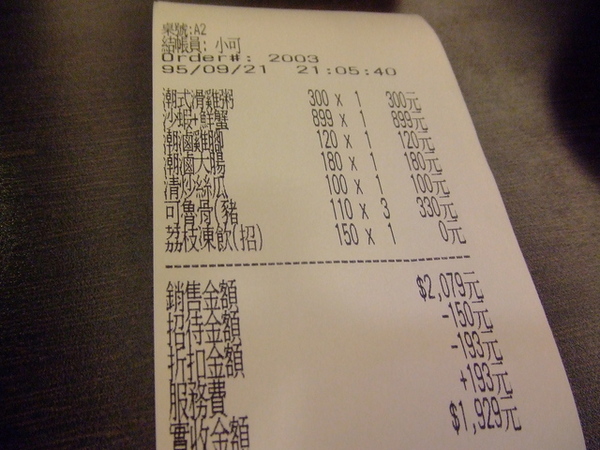 桌號:A2
結帳員: 小可
Order#: 2003
95/09/21 21:05:40
潮式滑雞粥 300 x 1 300元
沙蝦+鮮蟹 899 x 1 899元
潮滷雞腳 120 x 1 120元
潮滷大腸 180 x 1 180元
清炒絲瓜 100 x 1 100元
可魯骨(豬 110 x 3 330元
荔枝凍飲(招) 150 x 1 0元
銷售金額 $2,079元
招待金額 -150元
折扣金額 -193元
服務費 +193元
實收金額 $1,929元